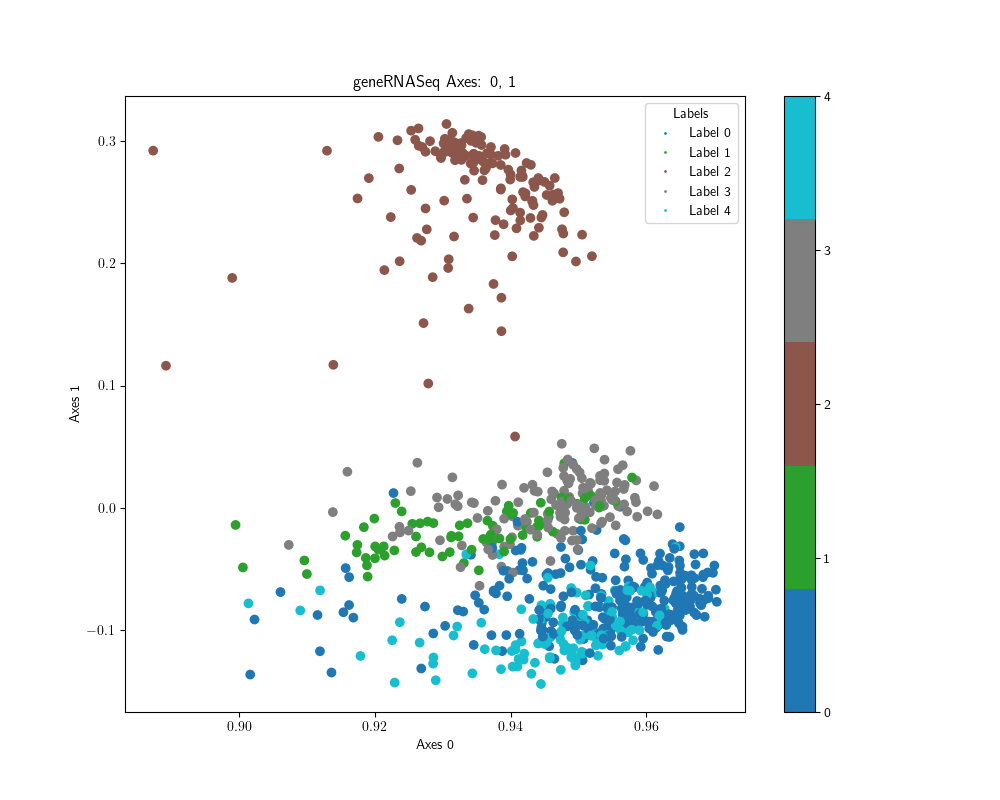 geneRNASeq Axes: 0, 1
Labels
Label 0
Label 1
Label 2
Label 3
Label 4
0.3
0.2
0.1
0.0
−0.1
Axes 1
0.90 0.92 0.94 0.96
Axes 0
4
3
2
1
0